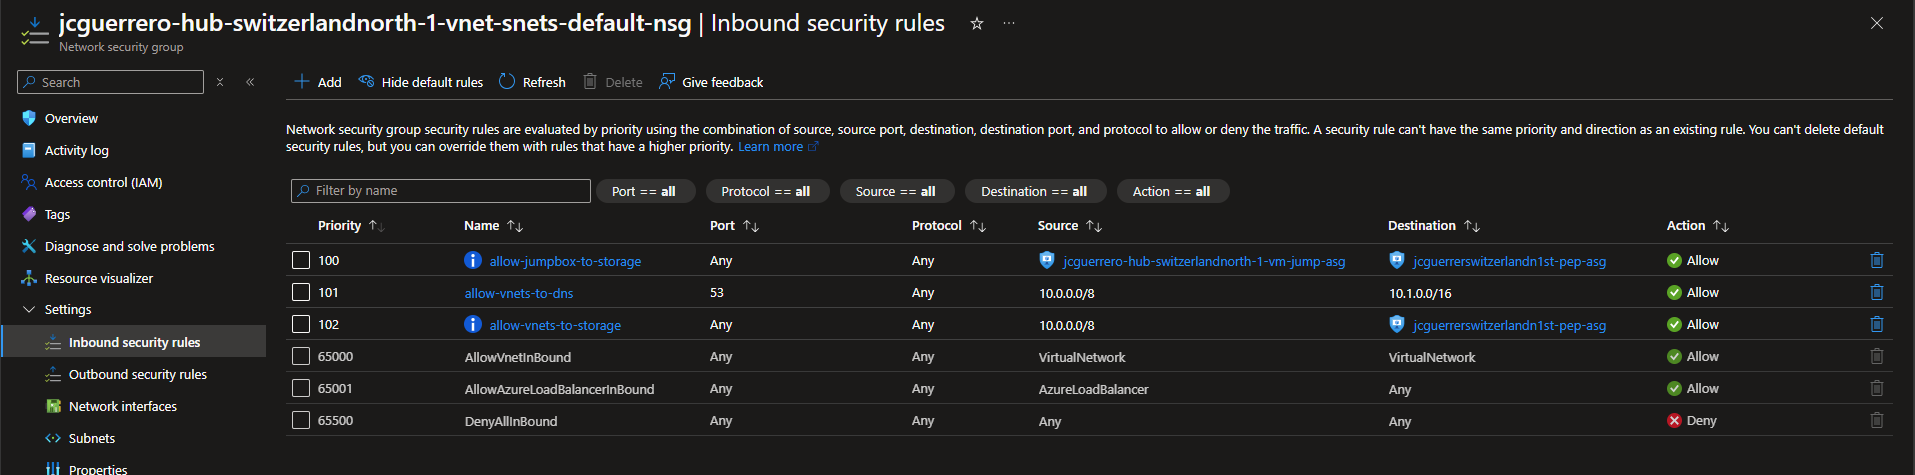 jcguerrero-hub-switzerlandnorth-1-vnet-snets-default-nsg | Inbound security rules
Network security group
Search
Overview
Activity log
Access control (IAM)
Tags
Diagnose and solve problems
Resource visualizer
Settings
Inbound security rules
Outbound security rules
Network interfaces
Subnets
Properties
Add Hide default rules Refresh Delete Give feedback
Network security group security rules are evaluated by priority using the combination of source, source port, destination, destination port, and protocol to allow or deny the traffic. A security rule can't have the same priority and direction as an existing rule. You can't delete default
security rules, but you can override them with rules that have a higher priority. Learn more
Filter by name Port == all Protocol == all Source == all Destination == all Action == all
Priority Name Port Protocol Source Destination Action
100 allow-jumpbox-to-storage Any Any jcguerrero-hub-switzerlandnorth-1-vm-jump-asg jcguerrerswitzerlandn1st-pep-asg Allow
101 allow-vnets-to-dns 53 Any 10.0.0.0/8 10.1.0.0/16 Allow
102 allow-vnets-to-storage Any Any 10.0.0.0/8 jcguerrerswitzerlandn1st-pep-asg Allow
65000 AllowVnetInBound Any Any VirtualNetwork VirtualNetwork Allow
65001 AllowAzureLoadBalancerInBound Any Any AzureLoadBalancer Any Allow
65500 DenyAllInBound Any Any Any Any Deny